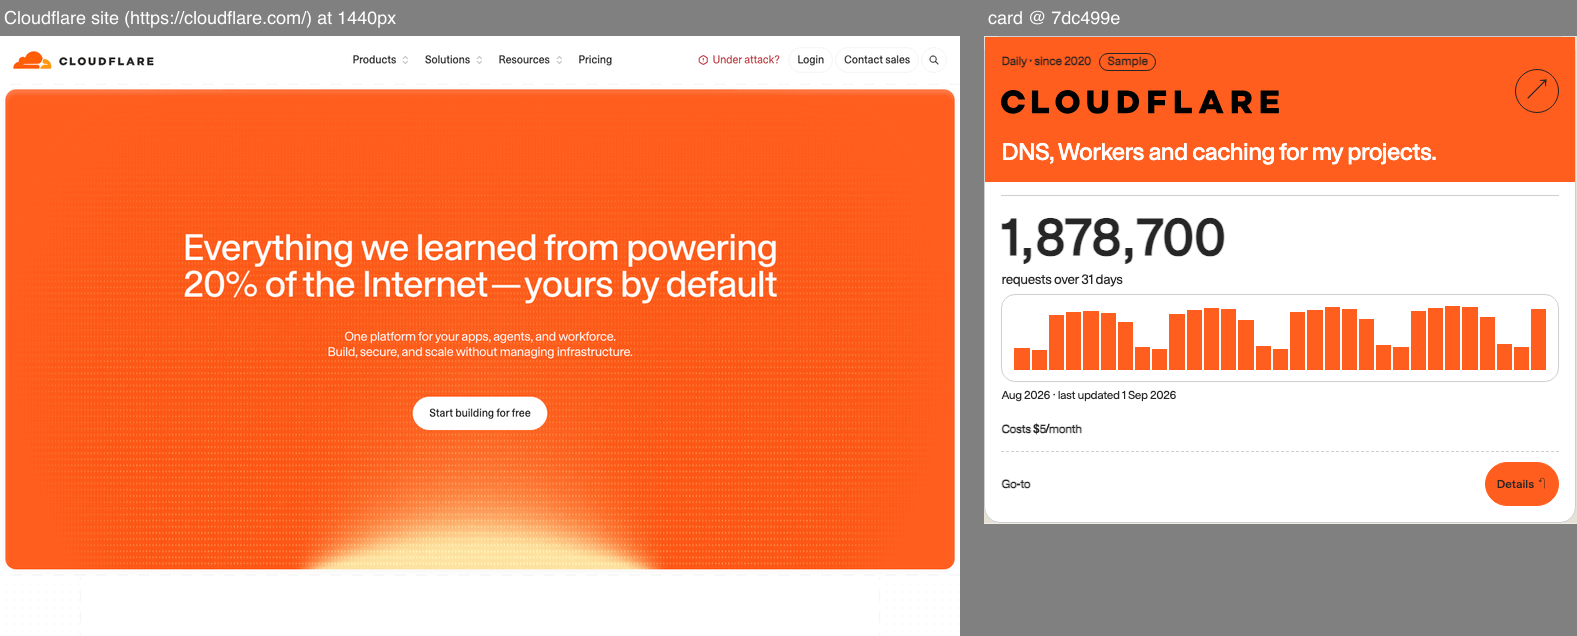 Cloudflare site (https://cloudflare.com/) at 1440px
CLOUDFLARE
Products
Solutions
Resources
Pricing
Under attack?
Login
Contact sales
Everything we learned from powering
20% of the Internet—yours by default
One platform for your apps, agents, and workforce.
Build, secure, and scale without managing infrastructure.
Start building for free
card @ 7dc499e
Daily · since 2020
Sample
CLOUDFLARE
DNS, Workers and caching for my projects.
1,878,700
requests over 31 days
Aug 2026 · last updated 1 Sep 2026
Costs $5/month
Go-to
Details